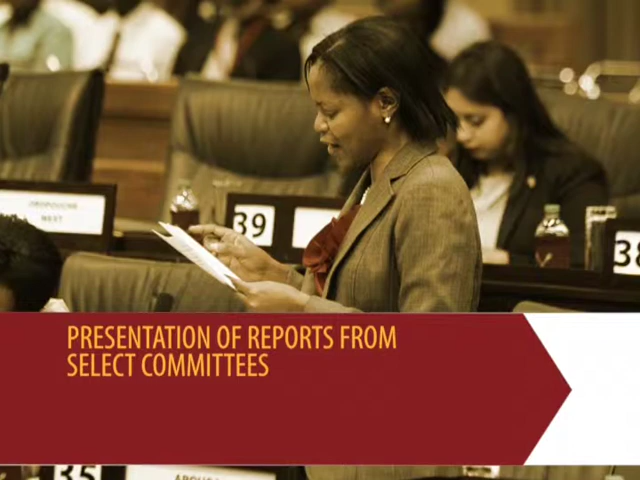 OROPOUCHE
WEST
39
38
PRESENTATION OF REPORTS FROM
SELECT COMMITTEES
35